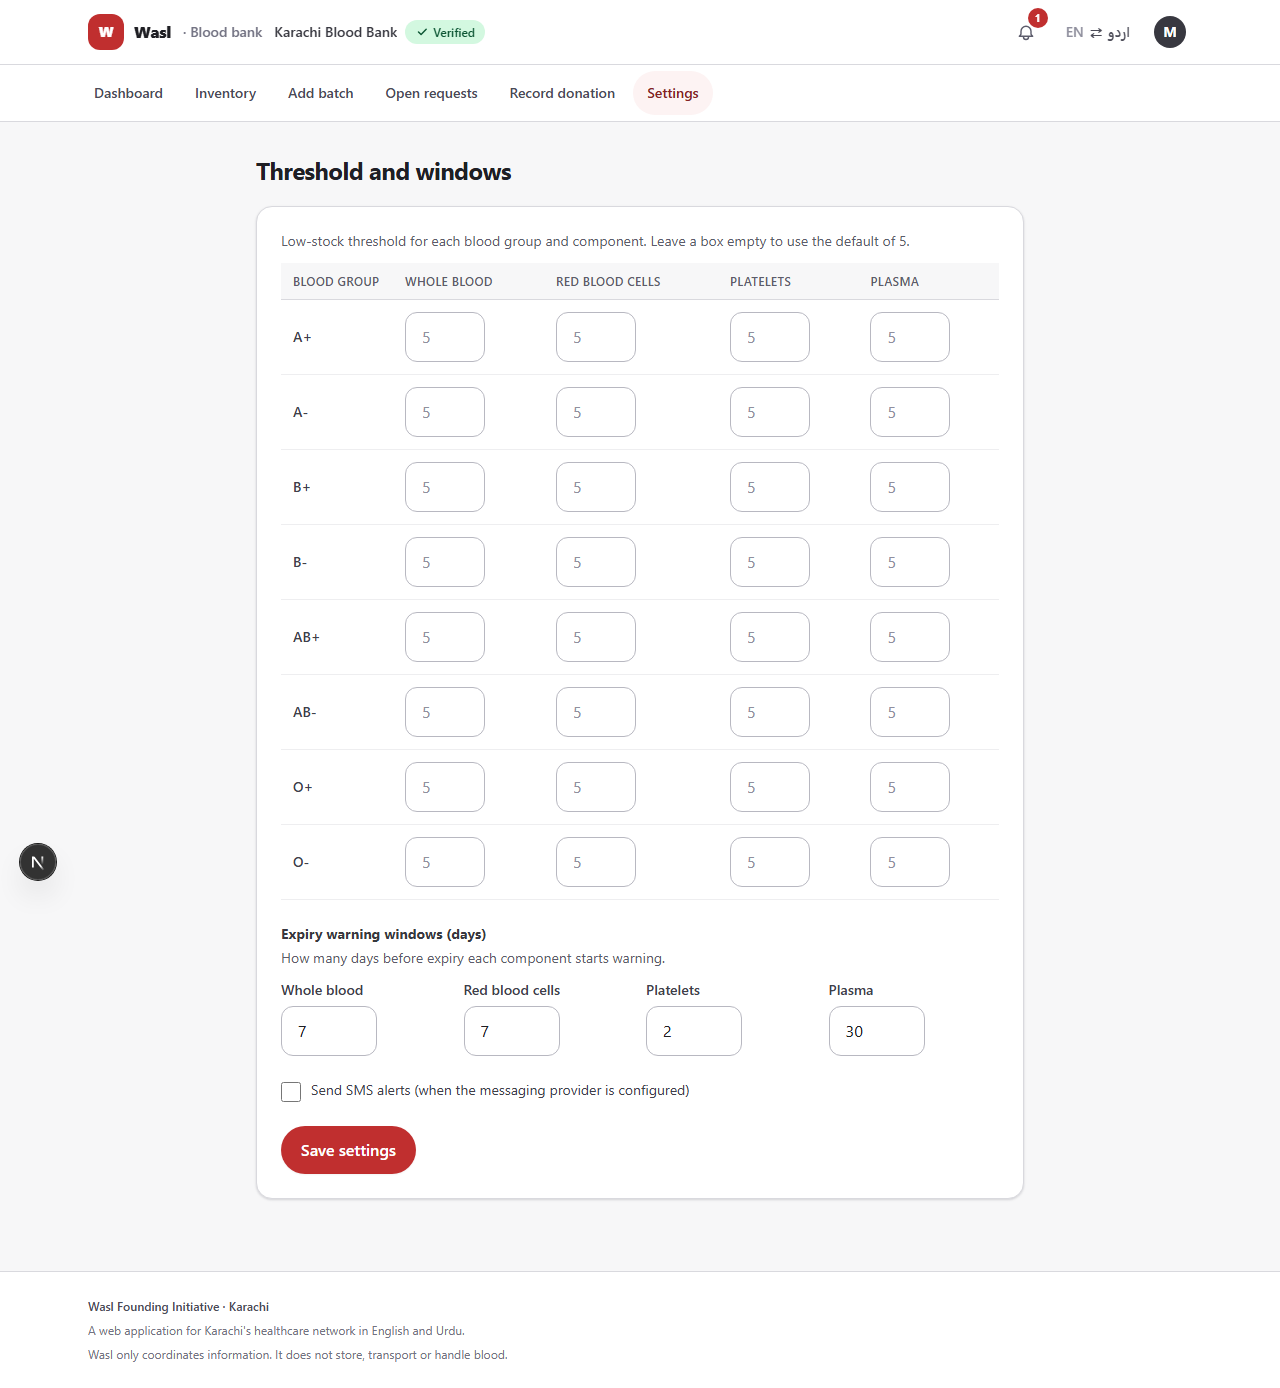 W Wasl · Blood bank Karachi Blood Bank Verified 1 EN ⇄ اردو M
Dashboard Inventory Add batch Open requests Record donation Settings
Threshold and windows
Low-stock threshold for each blood group and component. Leave a box empty to use the default of 5.
BLOOD GROUP WHOLE BLOOD RED BLOOD CELLS PLATELETS PLASMA
A+ 5 5 5 5
A- 5 5 5 5
B+ 5 5 5 5
B- 5 5 5 5
AB+ 5 5 5 5
AB- 5 5 5 5
O+ 5 5 5 5
N
O- 5 5 5 5
Expiry warning windows (days)
How many days before expiry each component starts warning.
Whole blood Red blood cells Platelets Plasma
7 7 2 30
Send SMS alerts (when the messaging provider is configured)
Save settings
Wasl Founding Initiative · Karachi
A web application for Karachi's healthcare network in English and Urdu.
Wasl only coordinates information. It does not store, transport or handle blood.